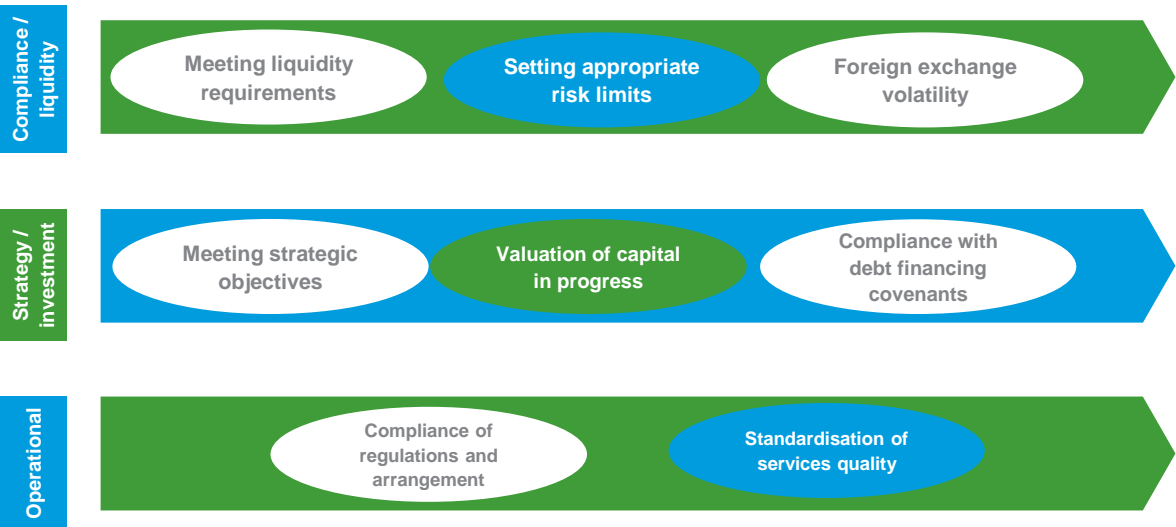 Compliance /
liquidity
Meeting liquidity
requirements
Setting appropriate
risk limits
Foreign exchange
volatility
Strategy /
investment
Meeting strategic
objectives
Valuation of capital
in progress
Compliance with
debt financing
covenants
Operational
Compliance of
regulations and
arrangement
Standardisation of
services quality